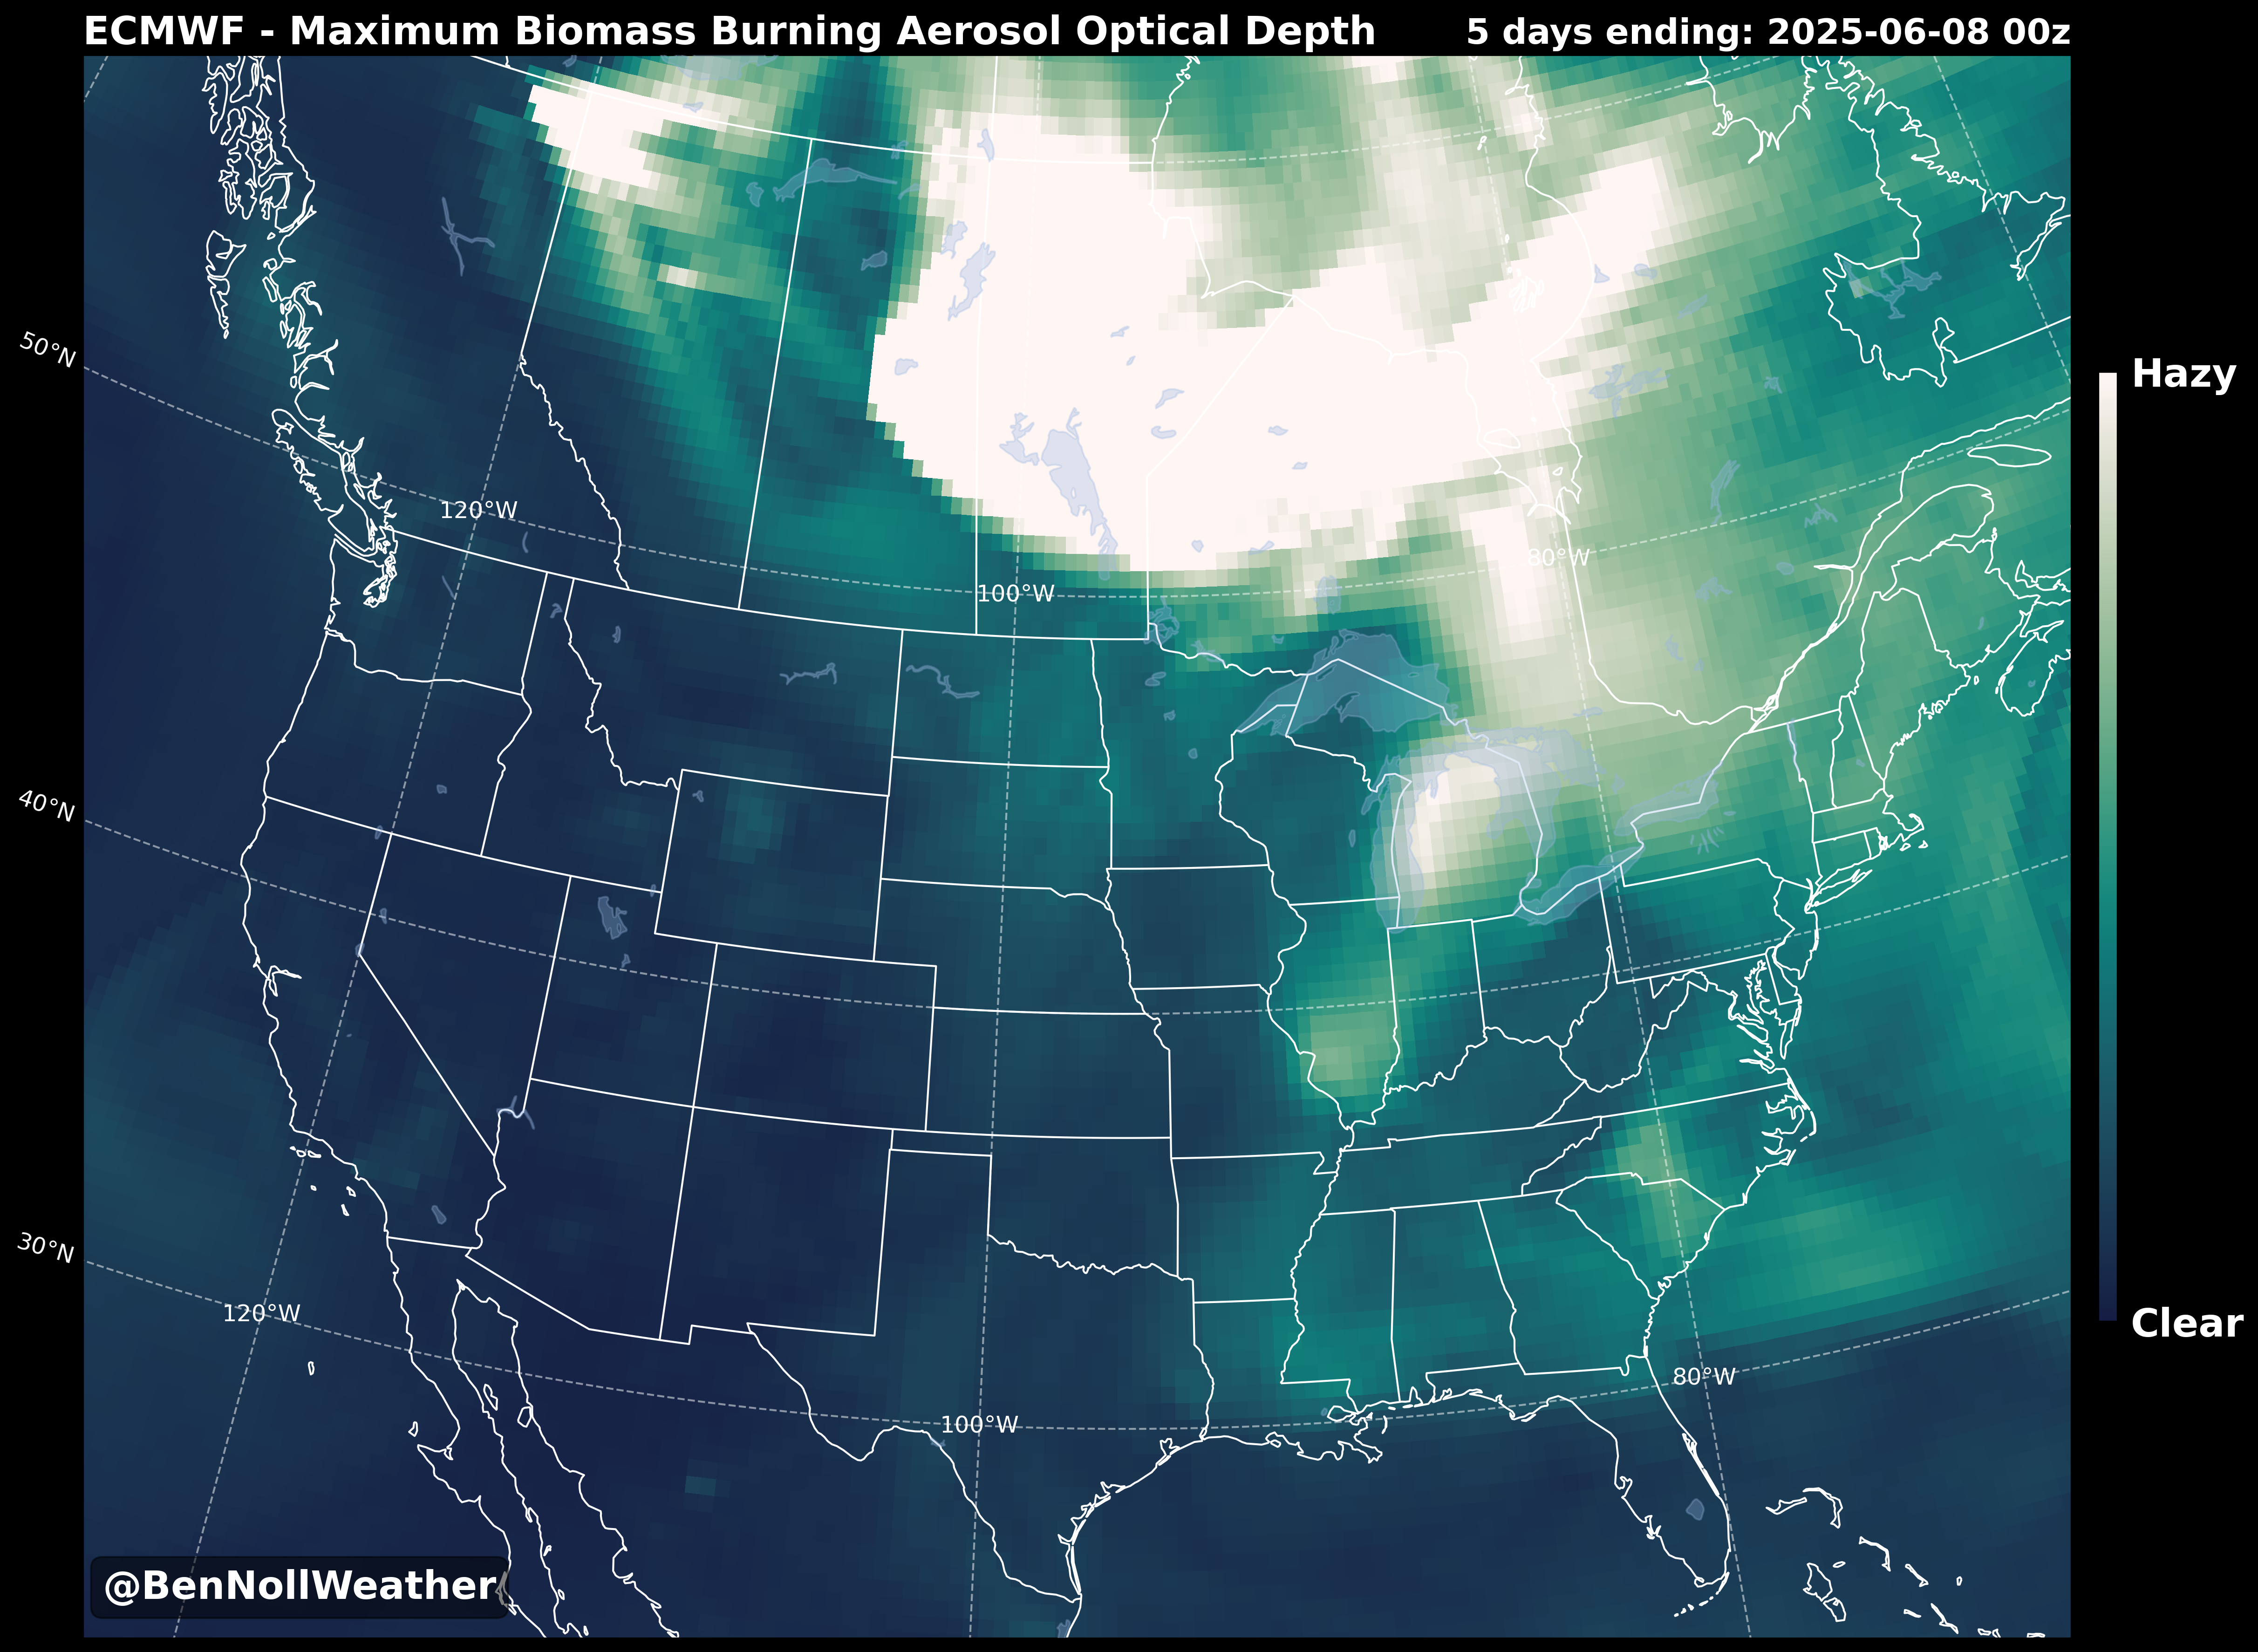 ECMWF - Maximum Biomass Burning Aerosol Optical Depth
5 days ending: 2025-06-08 00z
50°N
Hazy
120°W
80°W
100°W
40°N
30°N
120°W
Clear
80°W
100°W
@BenNollWeather